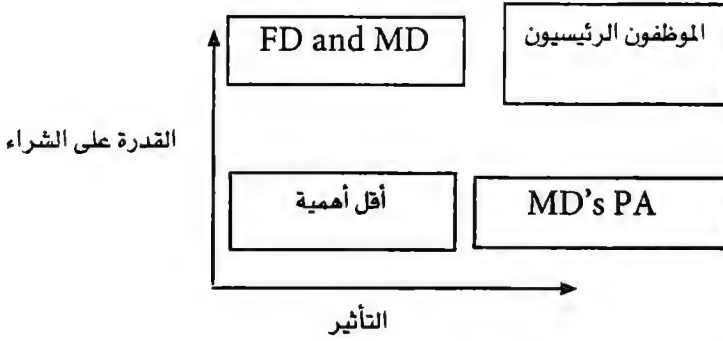 الموظفون الرئيسيون
FD and MD
القدرة على الشراء
أقل أهمية
MD's PA
التأثير